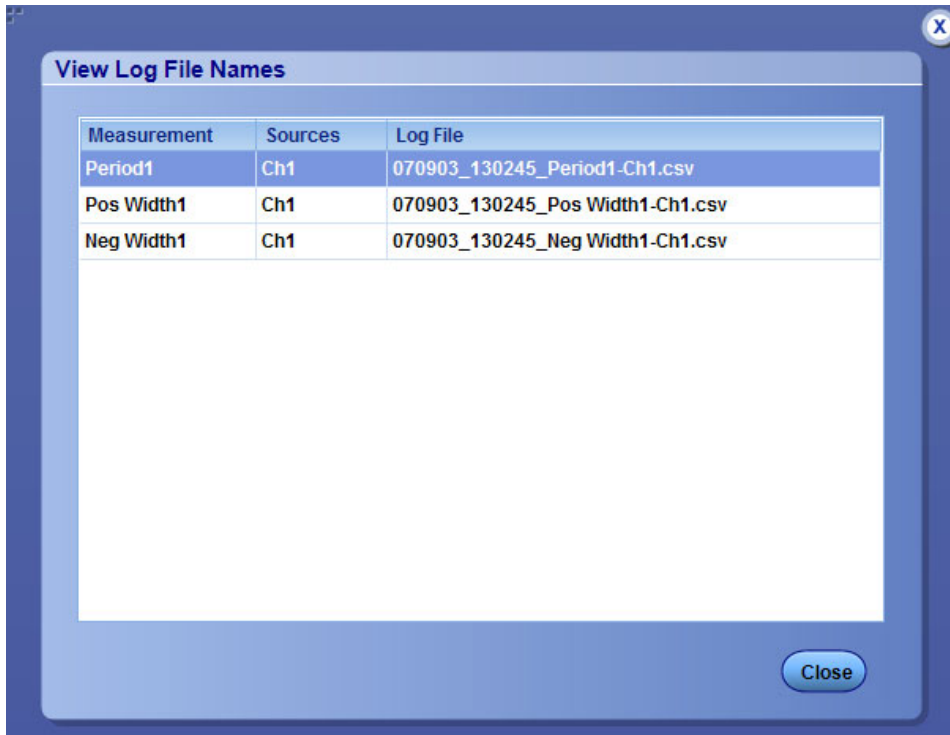 X
View Log File Names
Measurement Sources Log File
Period1 Ch1 070903_130245_Period1-Ch1.csv
Pos Width1 Ch1 070903_130245_Pos Width1-Ch1.csv
Neg Width1 Ch1 070903_130245_Neg Width1-Ch1.csv
Close